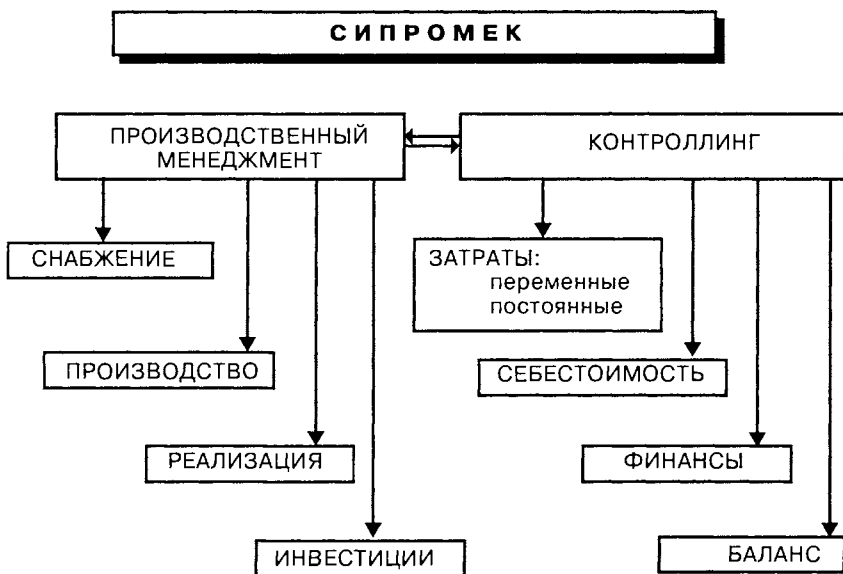 СИПРОМЕК
ПРОИЗВОДСТВЕННЫЙ
МЕНЕДЖМЕНТ
КОНТРОЛЛИНГ
СНАБЖЕНИЕ
ПРОИЗВОДСТВО
РЕАЛИЗАЦИЯ
ИНВЕСТИЦИИ
ЗАТРАТЫ:
переменные
постоянные
СЕБЕСТОИМОСТЬ
ФИНАНСЫ
БАЛАНС